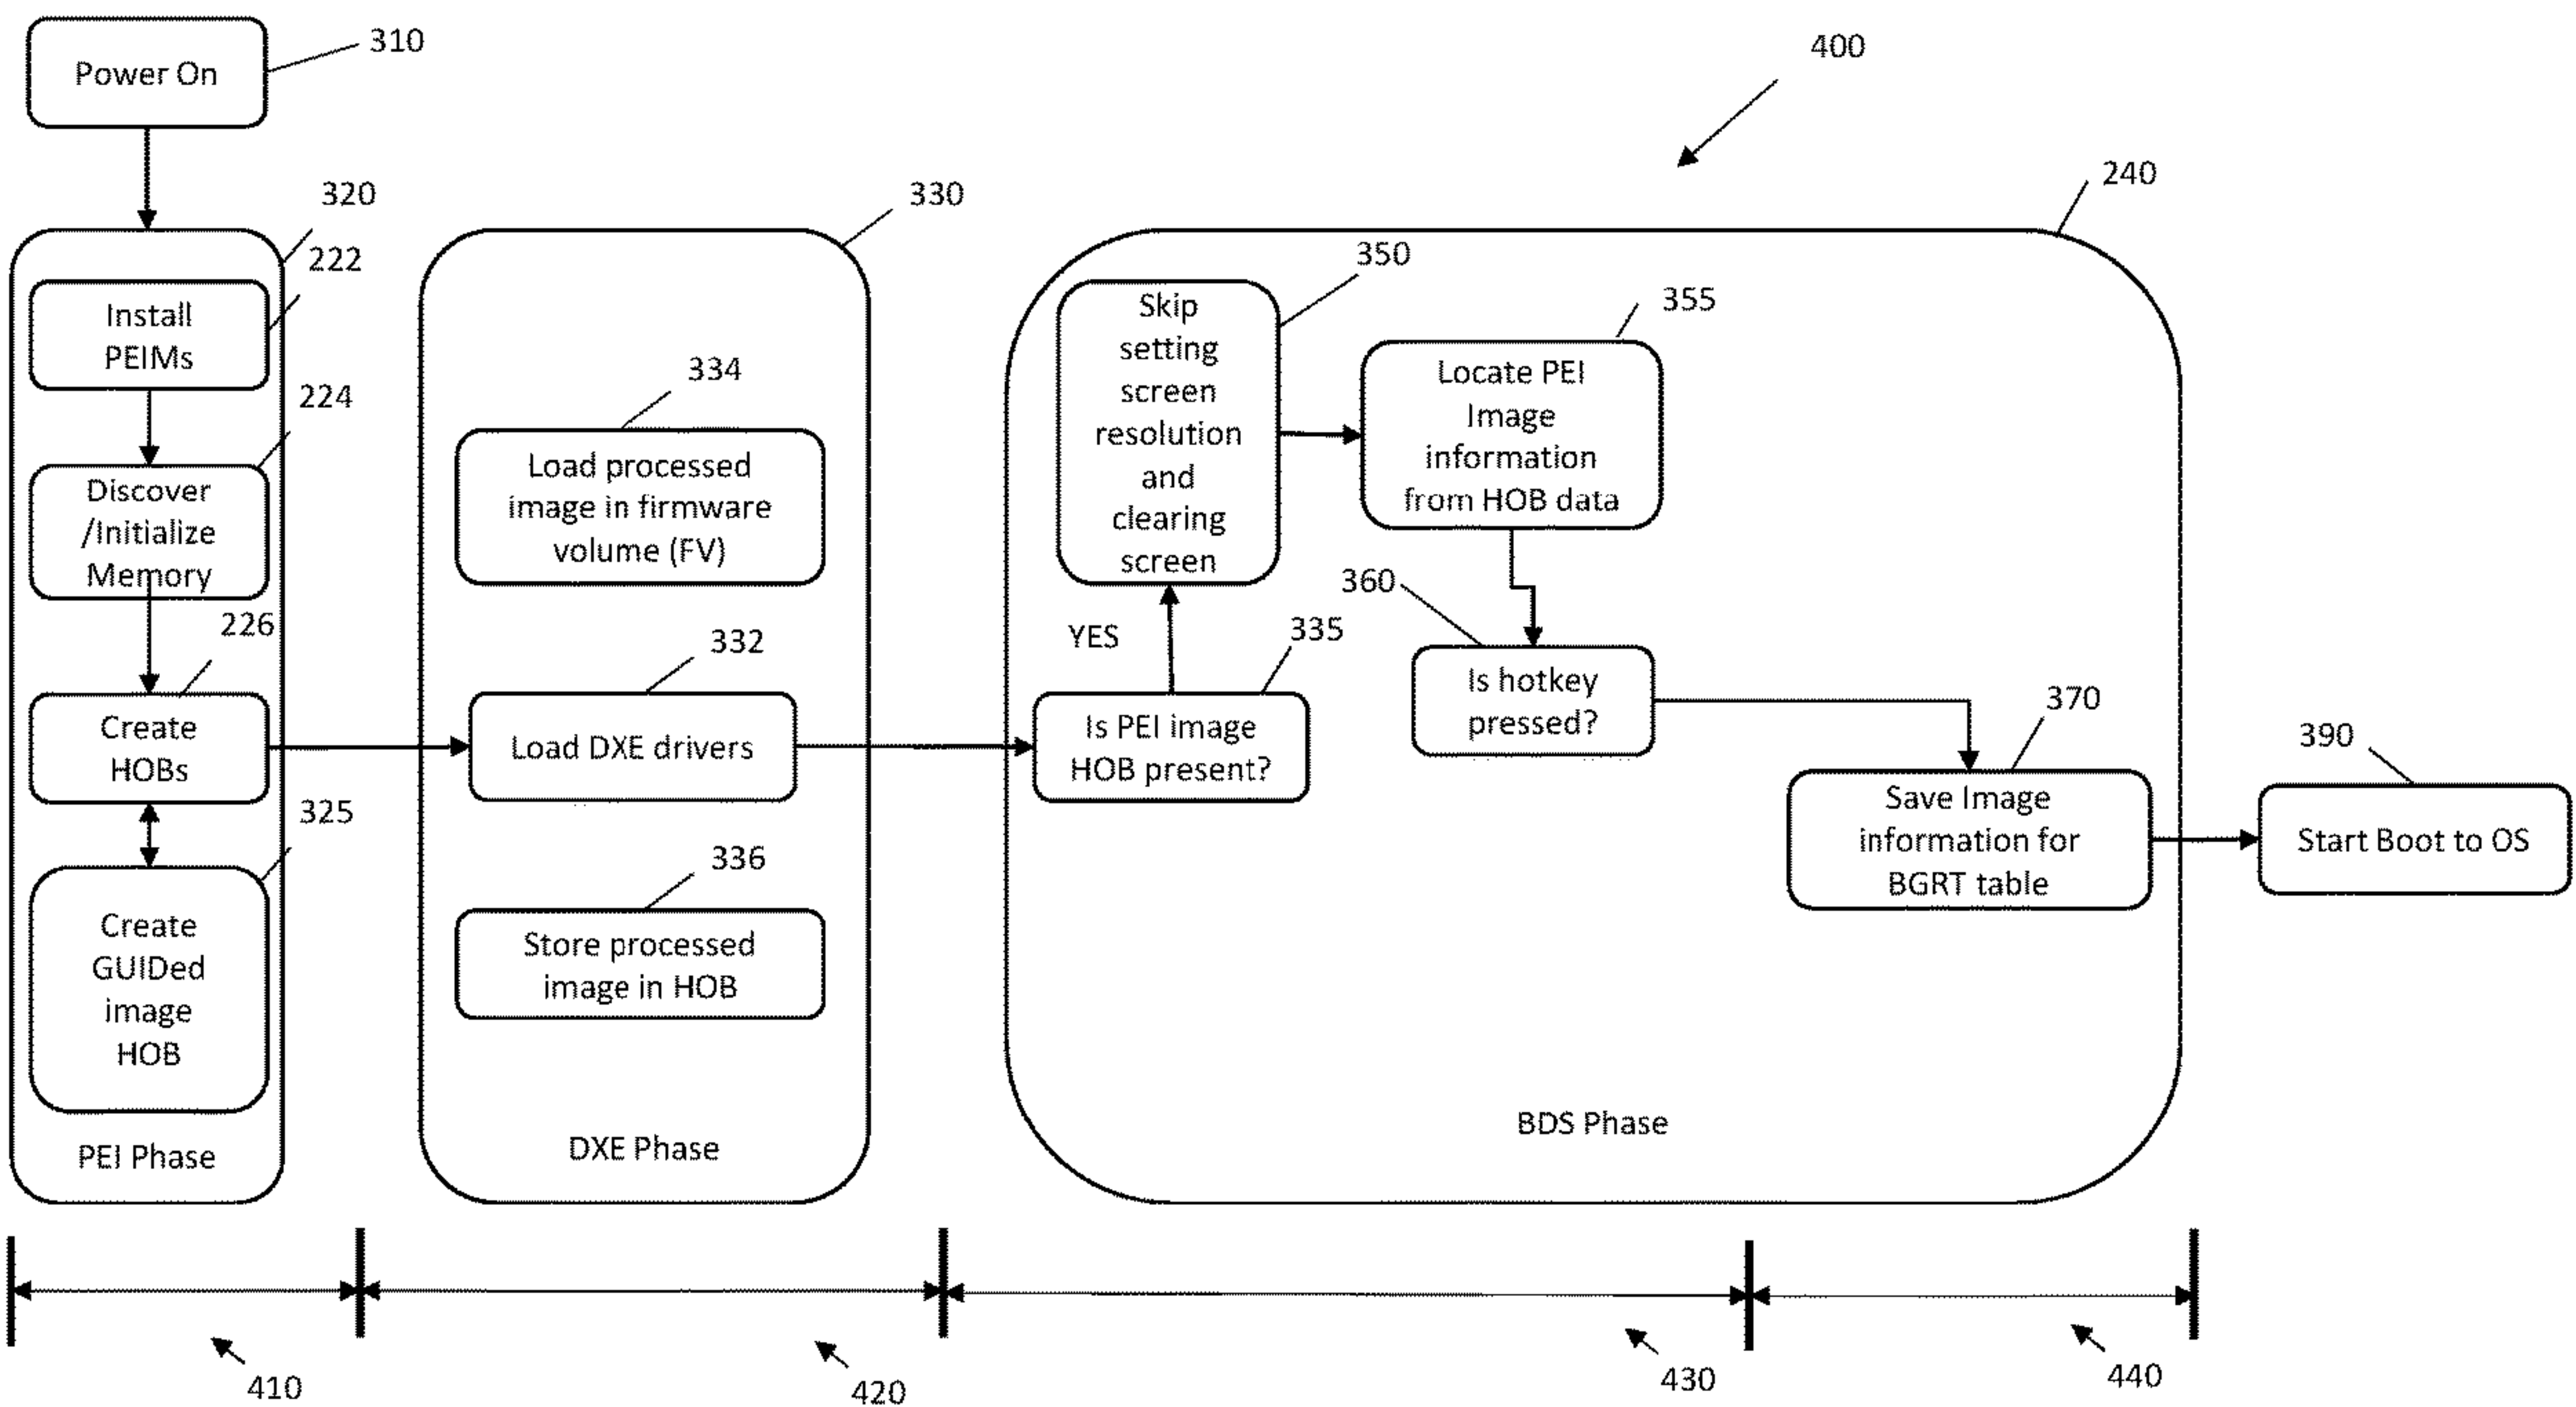 Power On
310
400
320
222
Install
PEIMs
224
Discover
/Initialize
Memory
226
Create
HOBs
325
Create
GUIDed
image
HOB
PEI Phase
330
334
Load processed
image in firmware
volume (FV)
332
Load DXE drivers
336
Store processed
image in HOB
DXE Phase
240
350
Skip
setting
screen
resolution
and
clearing
screen
355
Locate PEI
Image
information
from HOB data
YES
335
Is PEI image
HOB present?
360
Is hotkey
pressed?
370
Save Image
information for
BGRT table
BDS Phase
390
Start Boot to OS
410
420
430
440